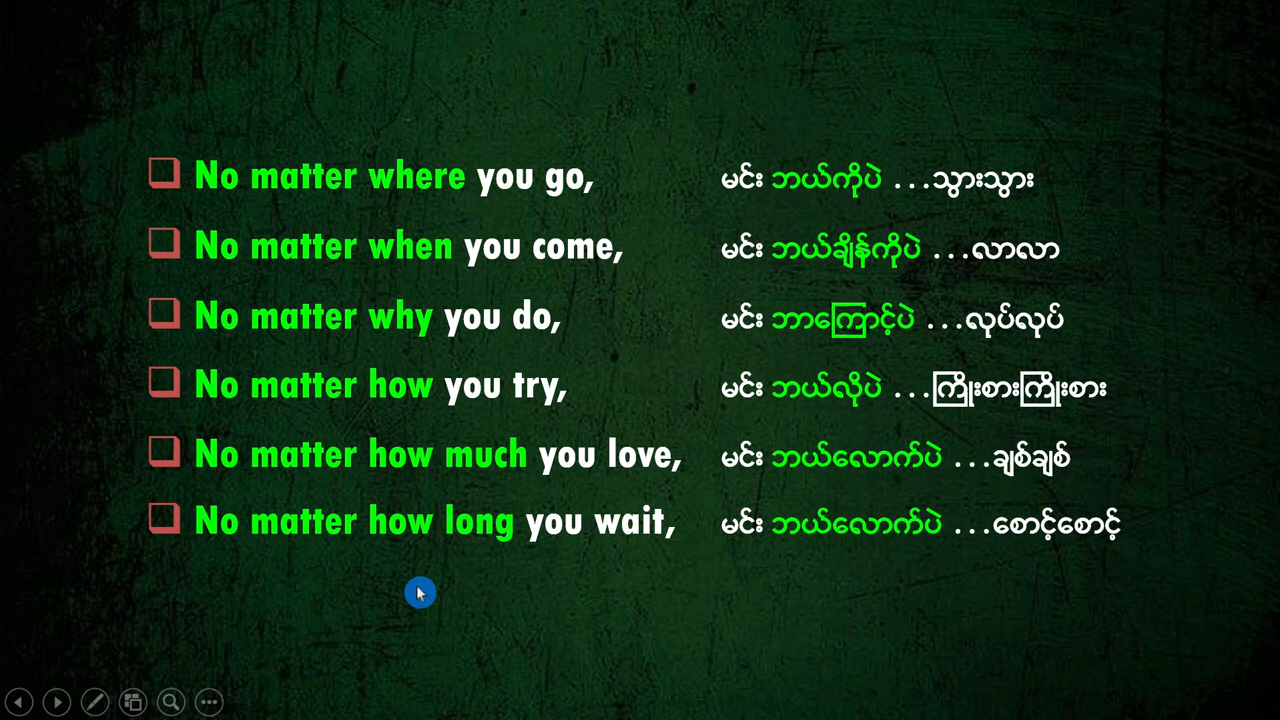 No matter where you go, မင်း ဘယ်ကိုပဲ ...သွားသွား
No matter when you come, မင်း ဘယ်ချိန်ကိုပဲ ...လာလာ
No matter why you do, မင်း ဘာကြောင့်ပဲ ...လုပ်လုပ်
No matter how you try, မင်း ဘယ်လိုပဲ ...ကြိုးစားကြိုးစား
No matter how much you love, မင်း ဘယ်လောက်ပဲ ...ချစ်ချစ်
No matter how long you wait, မင်း ဘယ်လောက်ပဲ ...စောင့်စောင့်